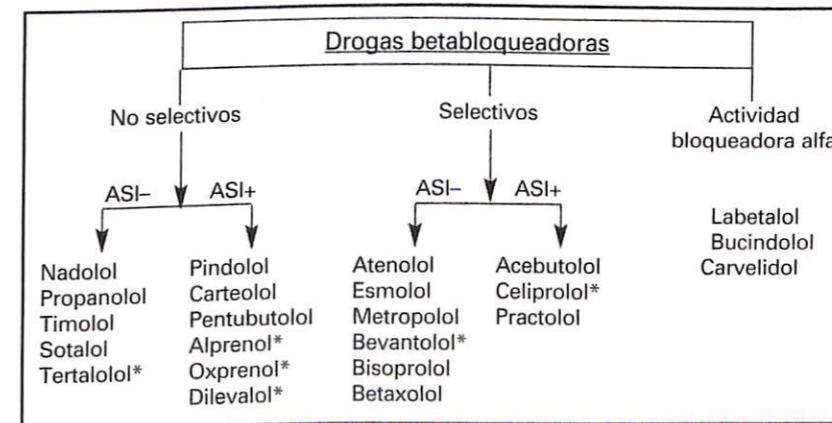 Drogas betabloqueadoras
No selectivos
Selectivos
Actividad
bloqueadora alfa
ASI–
ASI+
ASI–
ASI+
Nadolol
Propanolol
Timolol
Sotalol
Tertalolol*
Pindolol
Carteolol
Pentubutolol
Alprenol*
Oxprenol*
Dilevalol*
Atenolol
Esmolol
Metropolol
Bevantolol*
Bisoprolol
Betaxolol
Acebutolol
Celiprolol*
Practolol
Labetalol
Bucindolol
Carvelidol